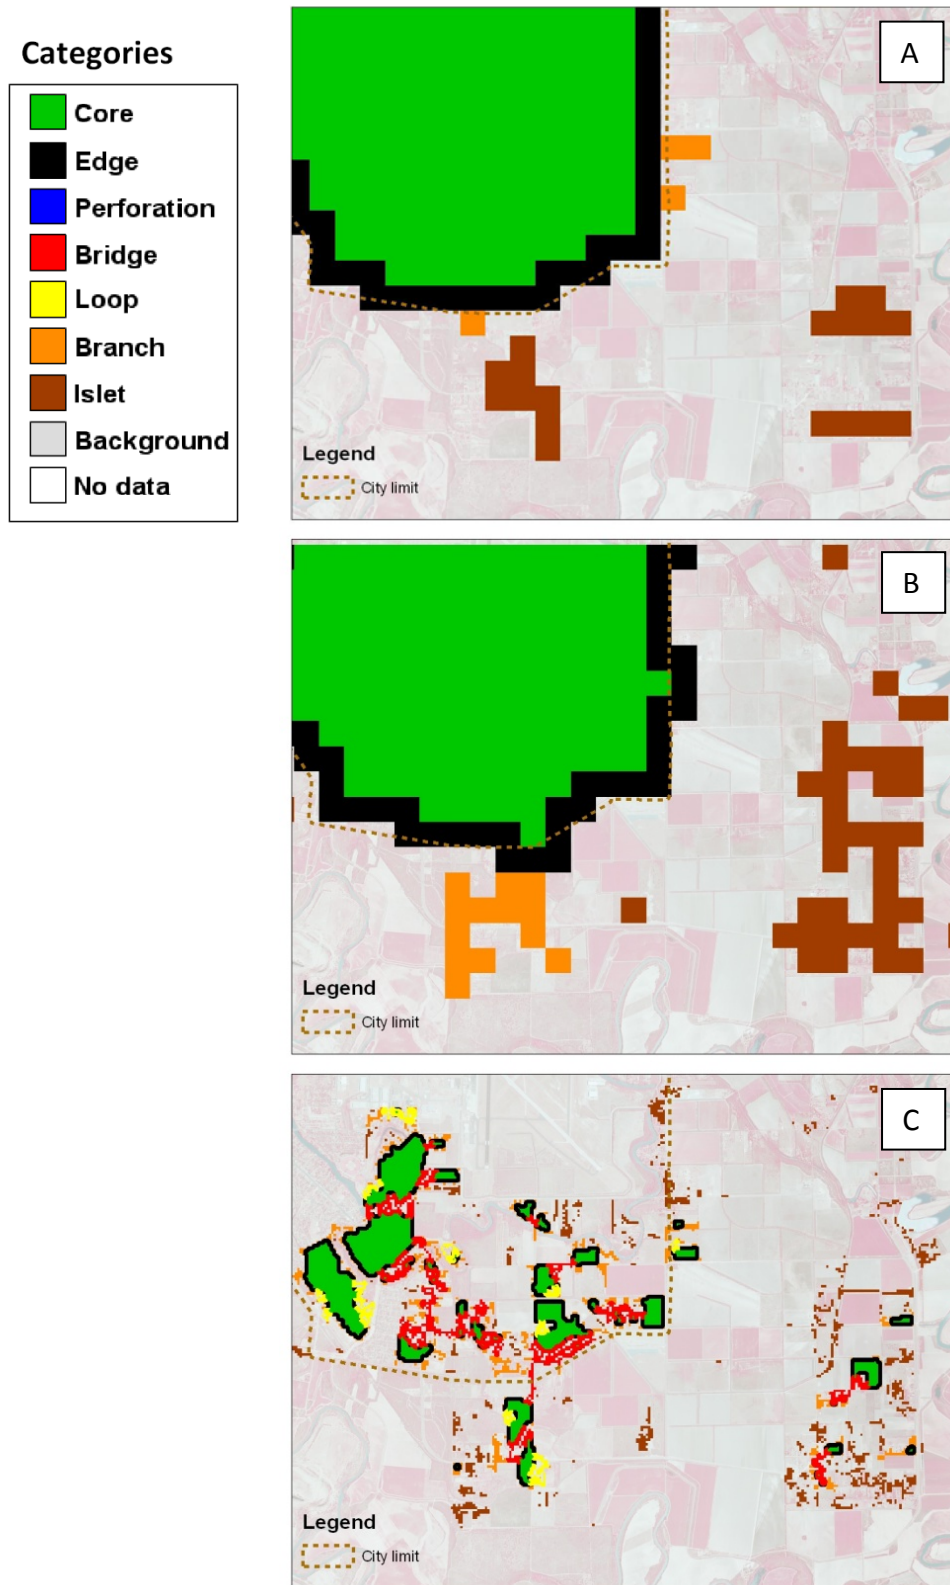 Categories
Core
Edge
Perforation
Bridge
Loop
Branch
Islet
Background
No data
A
Legend
City limit
B
Legend
City limit
C
Legend
City limit